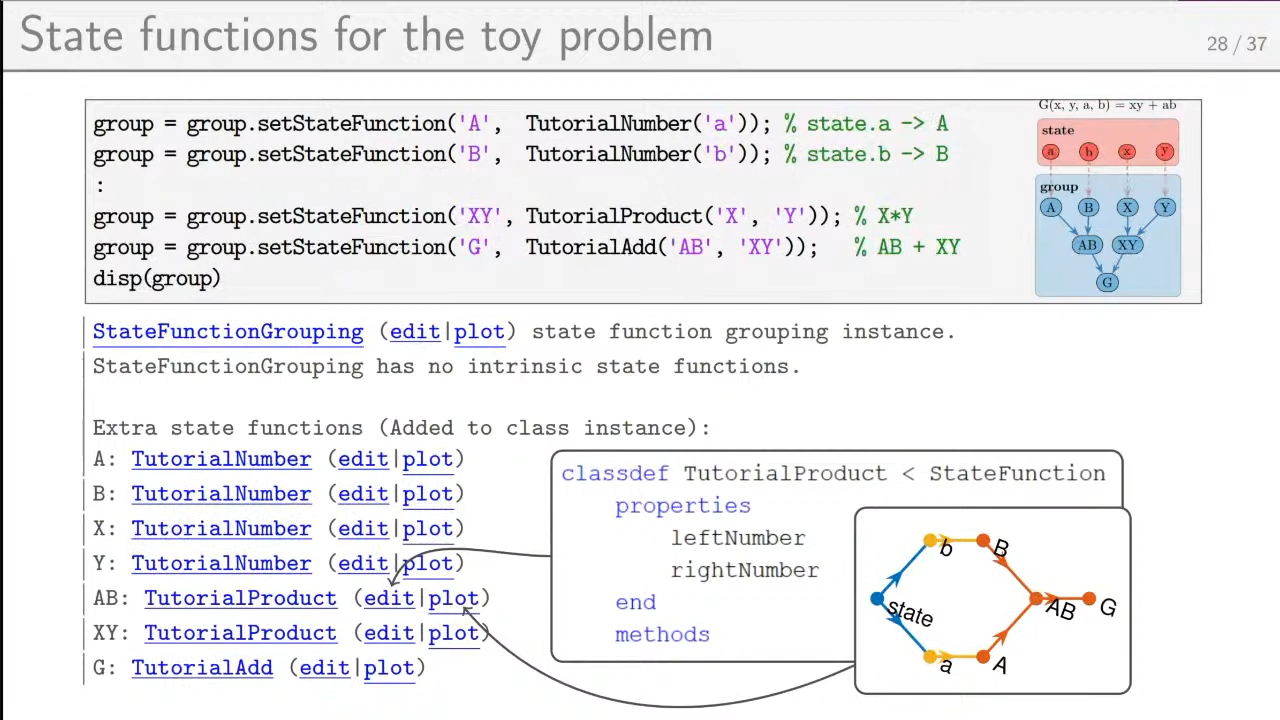 State functions for the toy problem
28 / 37
group = group.setStateFunction('A', TutorialNumber('a')); % state.a -> A
group = group.setStateFunction('B', TutorialNumber('b')); % state.b -> B
:
group = group.setStateFunction('XY', TutorialProduct('X', 'Y')); % X*Y
group = group.setStateFunction('G', TutorialAdd('AB', 'XY')); % AB + XY
disp(group)
G(x, y, a, b) = xy + ab
state
a b x y
group
A B X Y
AB XY
G
StateFunctionGrouping (edit|plot) state function grouping instance.
StateFunctionGrouping has no intrinsic state functions.
Extra state functions (Added to class instance):
A: TutorialNumber (edit|plot)
B: TutorialNumber (edit|plot)
X: TutorialNumber (edit|plot)
Y: TutorialNumber (edit|plot)
AB: TutorialProduct (edit|plot)
XY: TutorialProduct (edit|plot)
G: TutorialAdd (edit|plot)
classdef TutorialProduct < StateFunction
properties
leftNumber
rightNumber
end
methods
b B
state AB G
a A